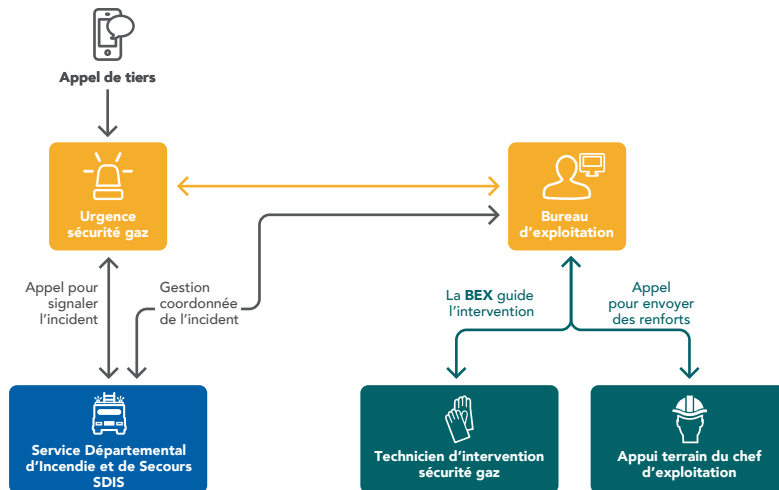 Appel de tiers
Urgence
sécurité gaz
Bureau
d'exploitation
Appel pour
signaler
l'incident
Gestion
coordonnée
de l'incident
La BEX guide
l'intervention
Appel
pour envoyer
des renforts
Service Départemental
d'Incendie et de Secours
SDIS
Technicien d'intervention
sécurité gaz
Appui terrain du chef
d'exploitation